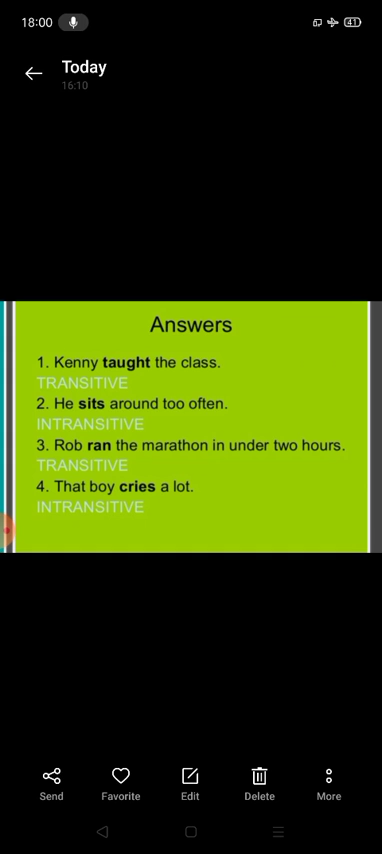 18:00
41
Today
16:10
Answers
1. Kenny taught the class.
TRANSITIVE
2. He sits around too often.
INTRANSITIVE
3. Rob ran the marathon in under two hours.
TRANSITIVE
4. That boy cries a lot.
INTRANSITIVE
Send Favorite Edit Delete More